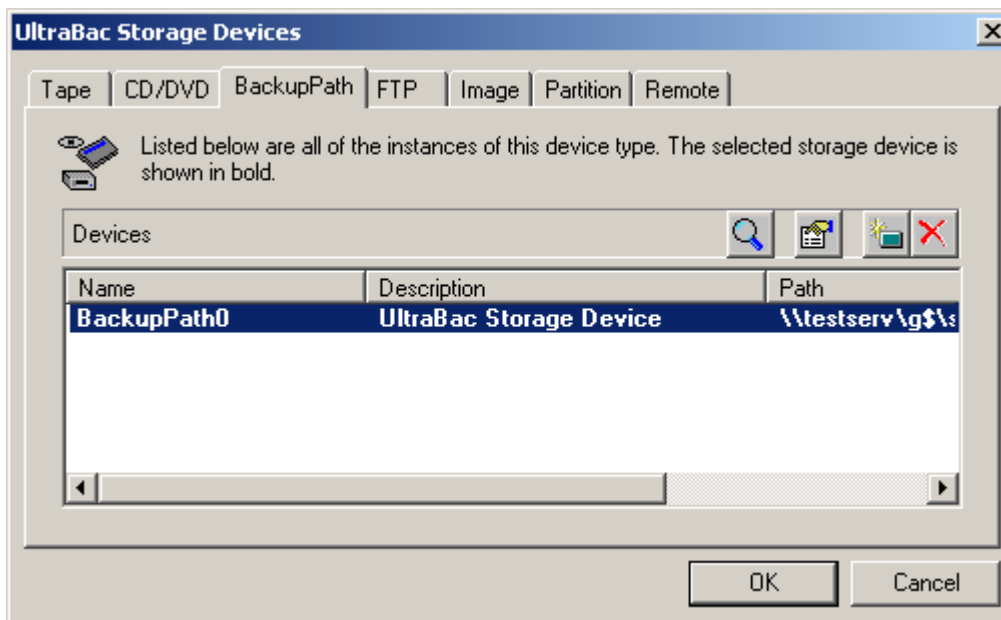 UltraBac Storage Devices
Tape CD/DVD BackupPath FTP Image Partition Remote
Listed below are all of the instances of this device type. The selected storage device is
shown in bold.
Devices
Name Description Path
BackupPath0 UltraBac Storage Device \\testserv\g$\s
OK Cancel